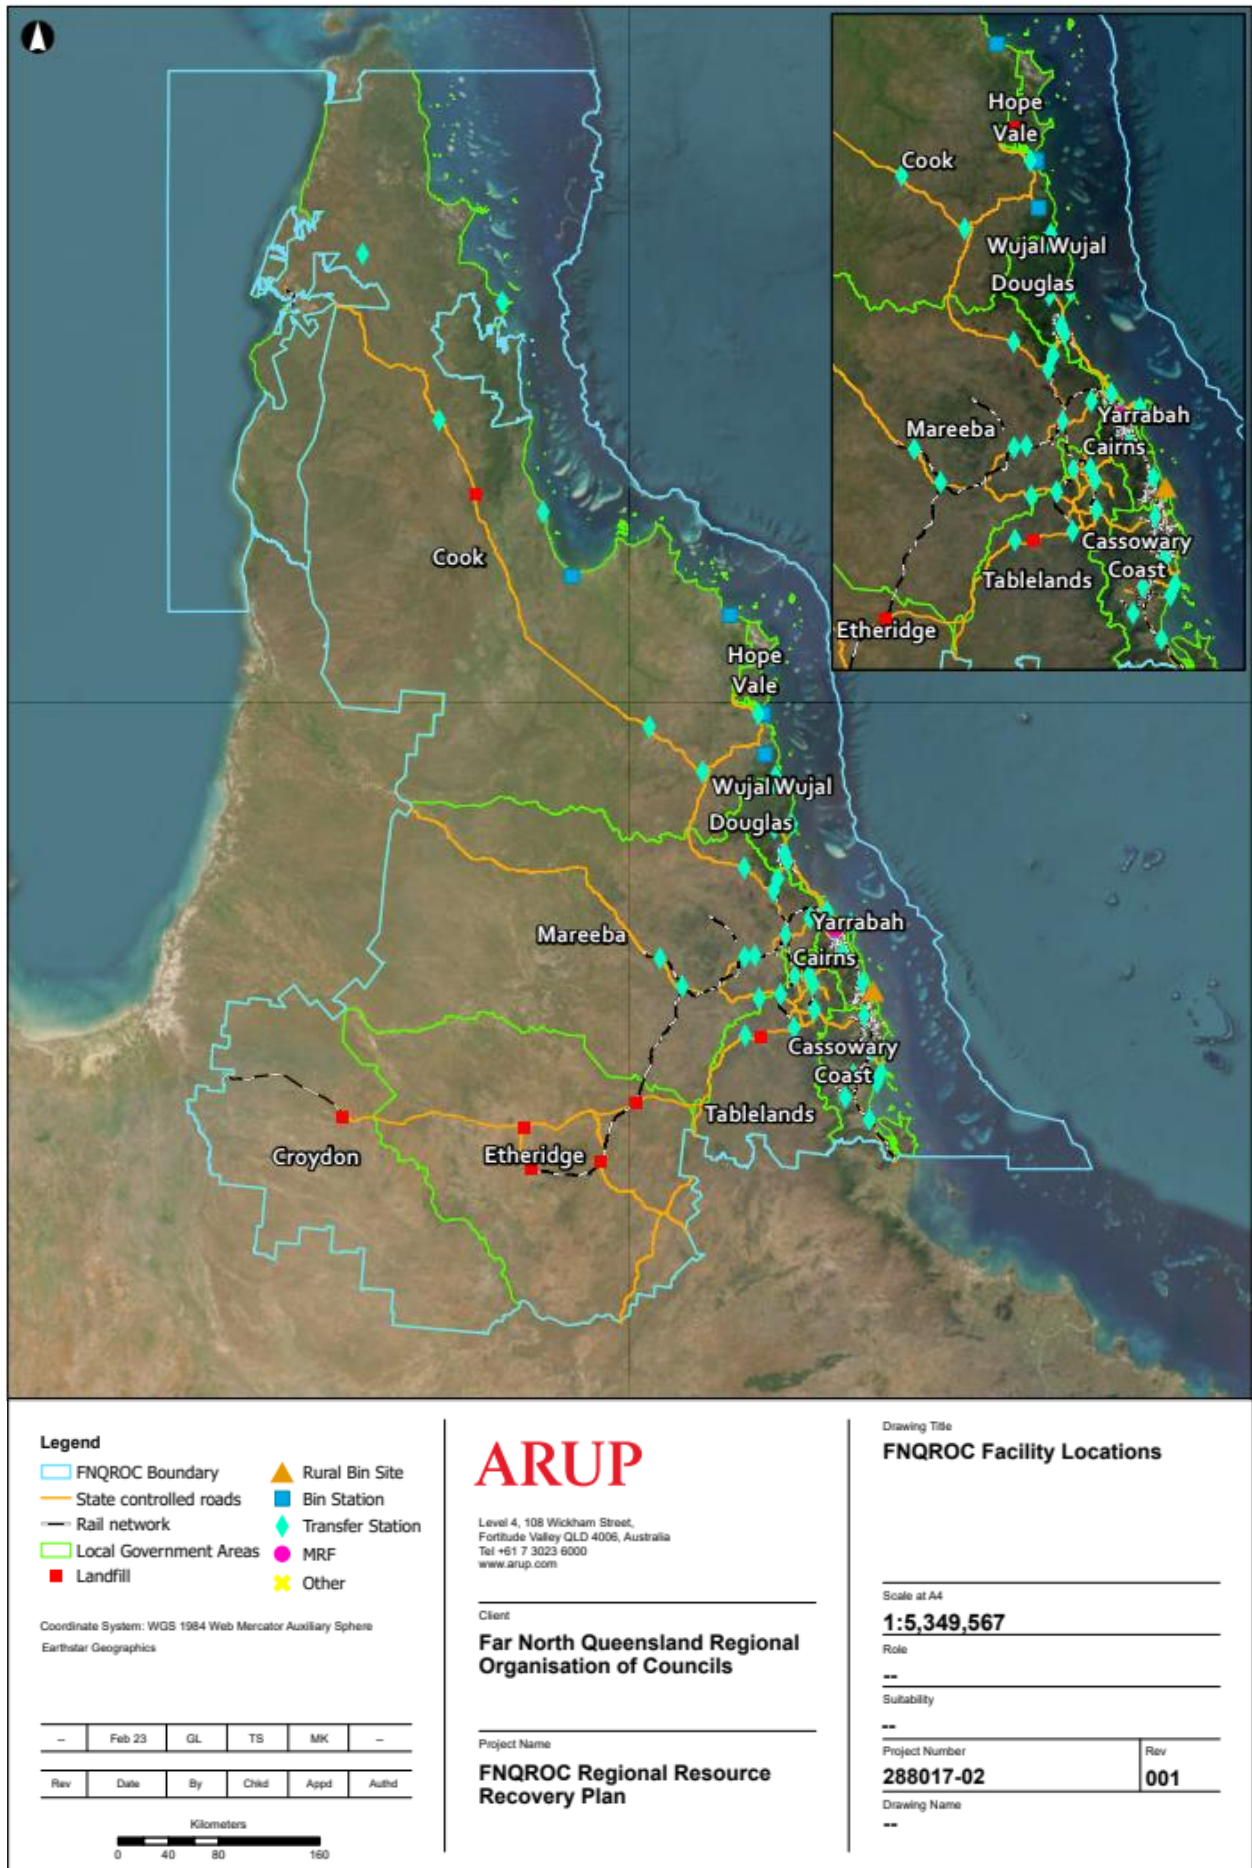 Hope
Vale
Cook
Wujal Wujal
Douglas
Yarrabah
Mareeba
Cairns
Cassowary
Coast
Tablelands
Etheridge
Cook
Hope
Vale
Wujal Wujal
Douglas
Yarrabah
Mareeba
Cairns
Cassowary
Coast
Tablelands
Croydon
Etheridge
Legend
FNQROC Boundary
State controlled roads
Rail network
Local Government Areas
Landfill
Rural Bin Site
Bin Station
Transfer Station
MRF
Other
Coordinate System: WGS 1984 Web Mercator Auxiliary Sphere
Earthstar Geographics
-- Feb 23 GL TS MK --
Rev Date By Chkd Appd Authd
Kilometers
0 40 80 160
ARUP
Level 4, 108 Wickham Street,
Fortitude Valley QLD 4006, Australia
Tel +61 7 3023 6000
www.arup.com
Client
Far North Queensland Regional
Organisation of Councils
Project Name
FNQROC Regional Resource
Recovery Plan
Drawing Title
FNQROC Facility Locations
Scale at A4
1:5,349,567
Role
--
Suitability
--
Project Number Rev
288017-02 001
Drawing Name
--